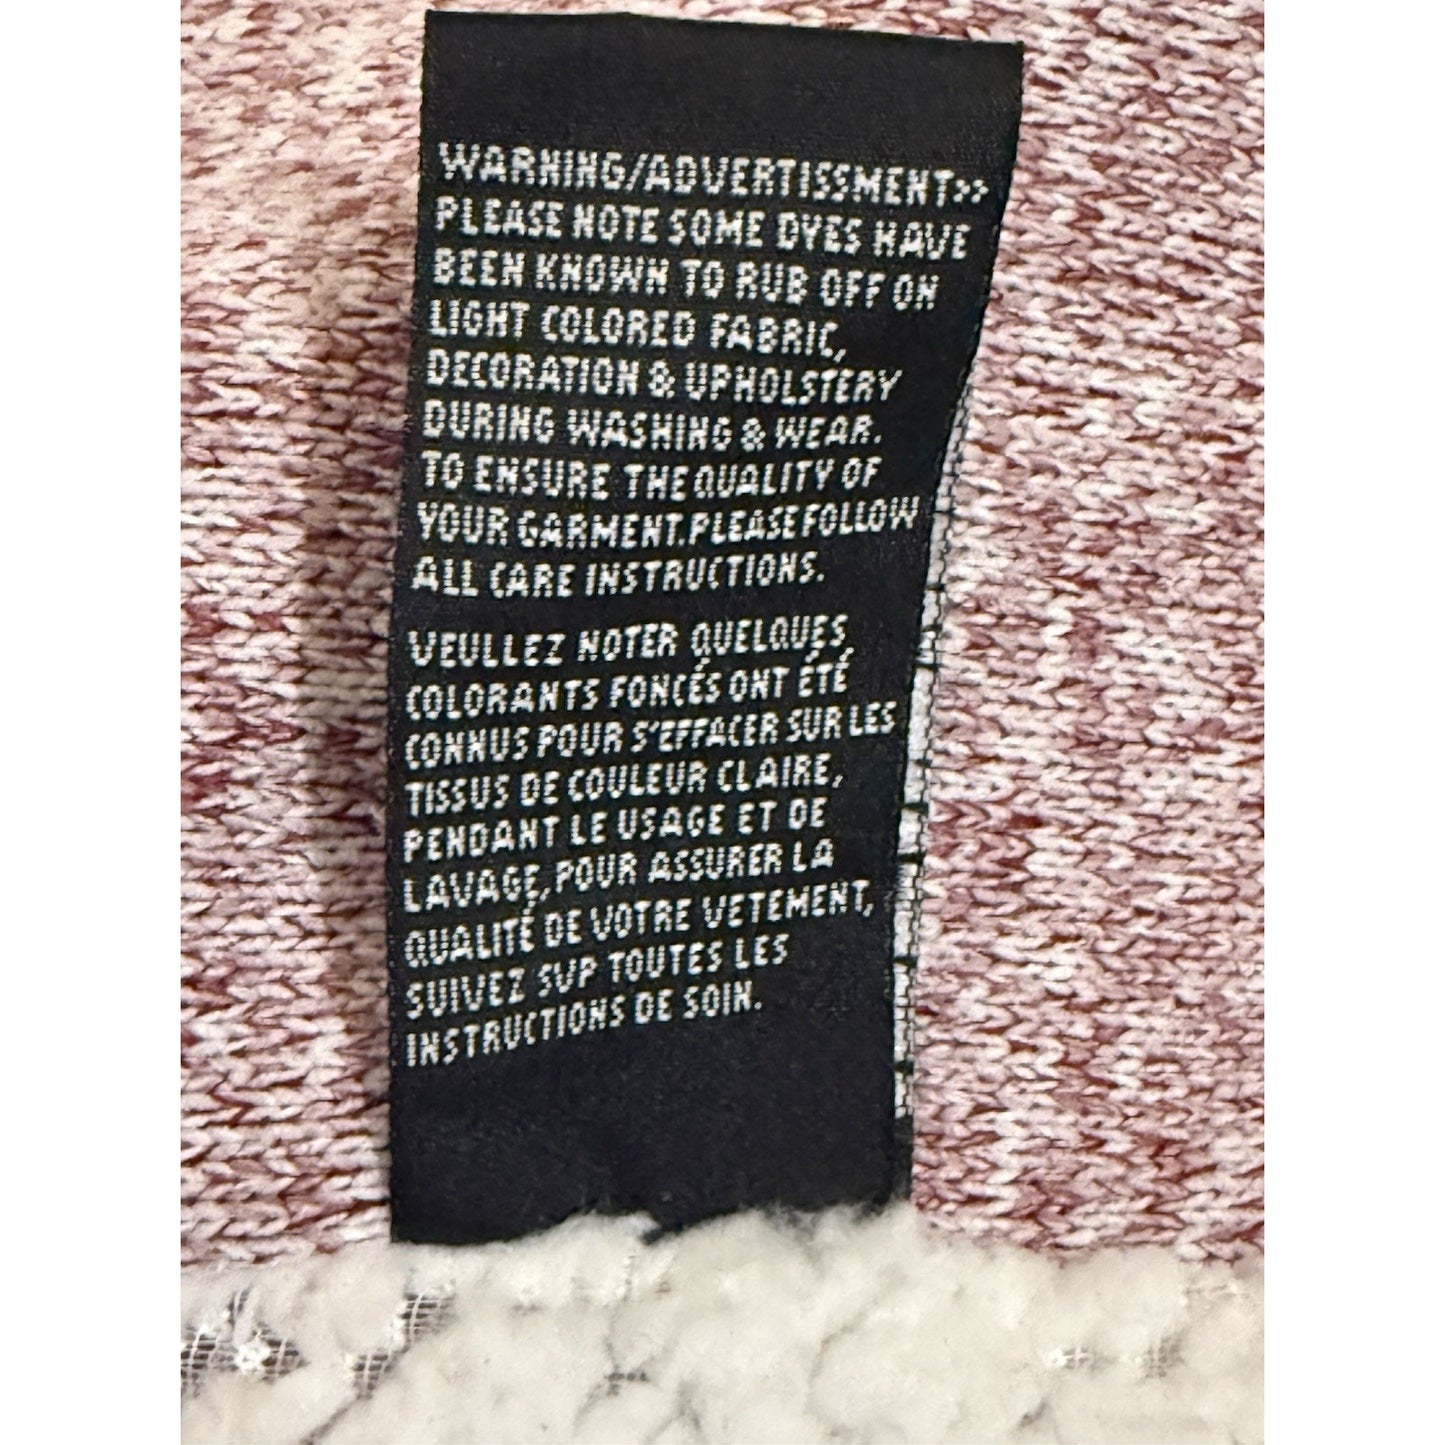 WARNING/ADVERTISSMENT>>
PLEASE NOTE SOME DYES HAVE
BEEN KNOWN TO RUB OFF ON
LIGHT COLORED FABRIC,
DECORATION & UPHOLSTERY
DURING WASHING & WEAR.
TO ENSURE THE QUALITY OF
YOUR GARMENT.PLEASE FOLLOW
ALL CARE INSTRUCTIONS.
VEULLEZ NOTER QUELQUES
COLORANTS FONCÉS ONT ÉTÉ
CONNUS POUR S'EFFACER SUR LES
TISSUS DE COULEUR CLAIRE,
PENDANT LE USAGE ET DE
LAVAGE,POUR ASSURER LA
QUALITÉ DE VOTRE VETEMENT,
SUIVEZ SVP TOUTES LES
INSTRUCTIONS DE SOIN.